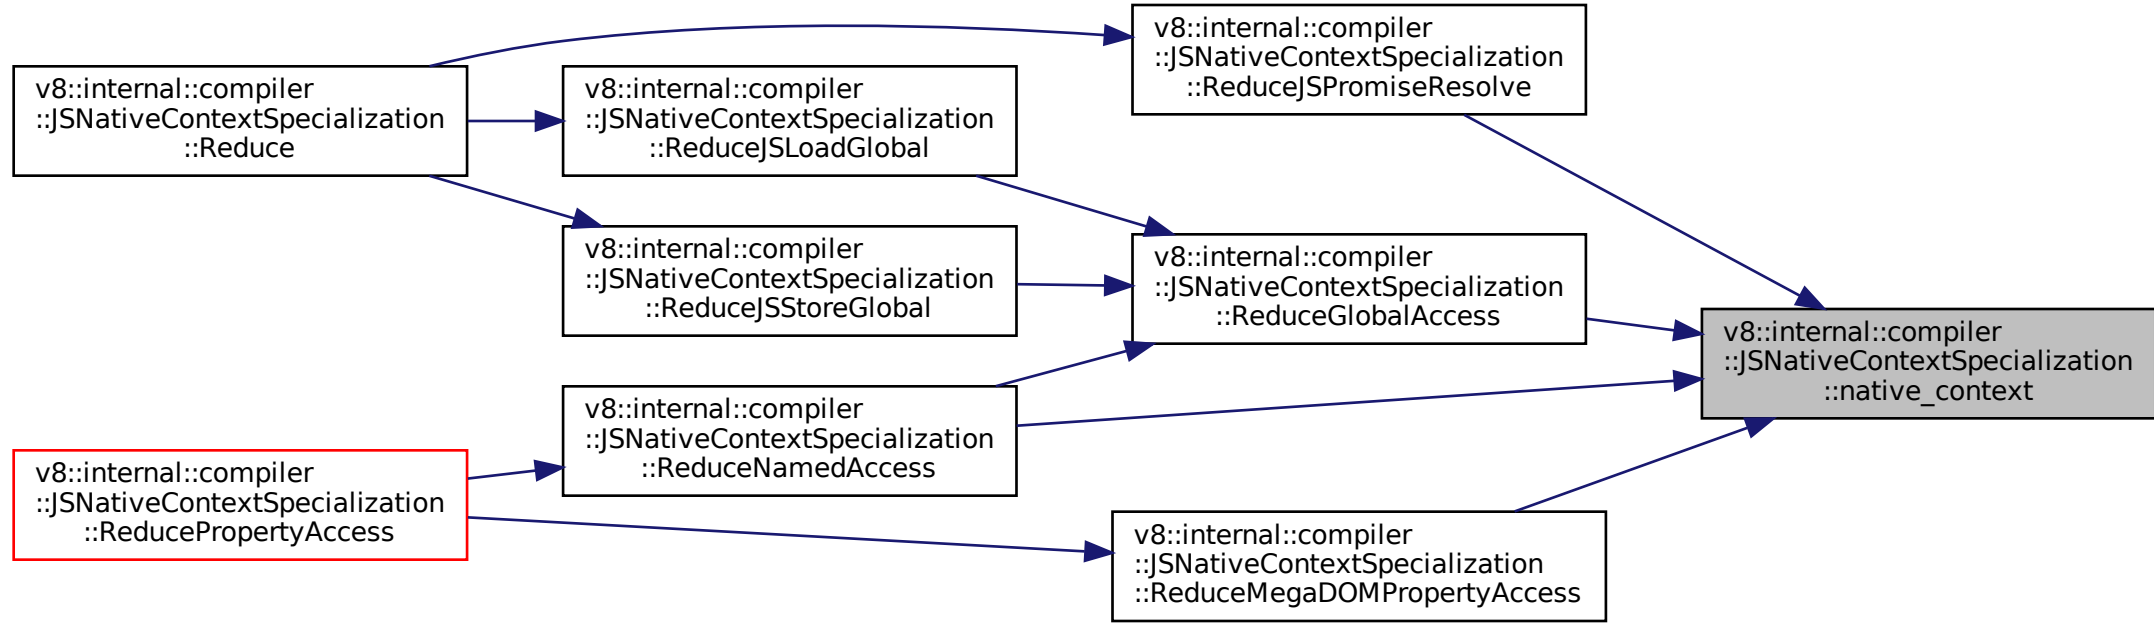 v8::internal::compiler
::JSNativeContextSpecialization
::Reduce
v8::internal::compiler
::JSNativeContextSpecialization
::ReduceJSLoadGlobal
v8::internal::compiler
::JSNativeContextSpecialization
::ReduceJSPromiseResolve
v8::internal::compiler
::JSNativeContextSpecialization
::ReduceJSStoreGlobal
v8::internal::compiler
::JSNativeContextSpecialization
::ReduceGlobalAccess
v8::internal::compiler
::JSNativeContextSpecialization
::native_context
v8::internal::compiler
::JSNativeContextSpecialization
::ReduceNamedAccess
v8::internal::compiler
::JSNativeContextSpecialization
::ReducePropertyAccess
v8::internal::compiler
::JSNativeContextSpecialization
::ReduceMegaDOMPropertyAccess